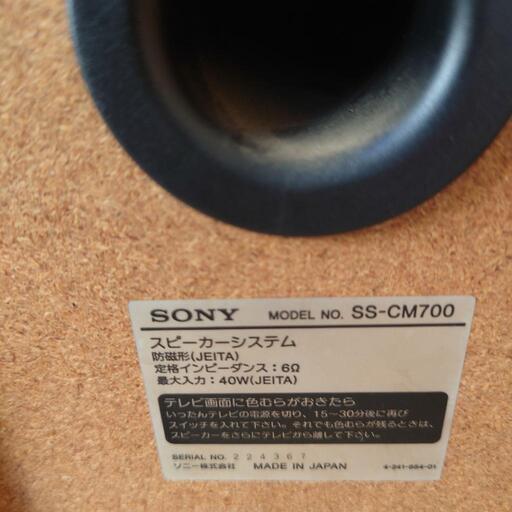 SONY MODEL NO. SS-CM700
スピーカーシステム
防磁形(JEITA)
定格インピーダンス：6Ω
最大入力：40W(JEITA)
テレビ画面に色むらがおきたら
いったんテレビの電源を切り、15～30分後に再び
スイッチを入れて下さい。それでも色むらが残るときは、
スピーカーをさらにテレビから離して下さい。
SERIAL NO. 224367
ソニー株式会社 MADE IN JAPAN 4-241-884-01